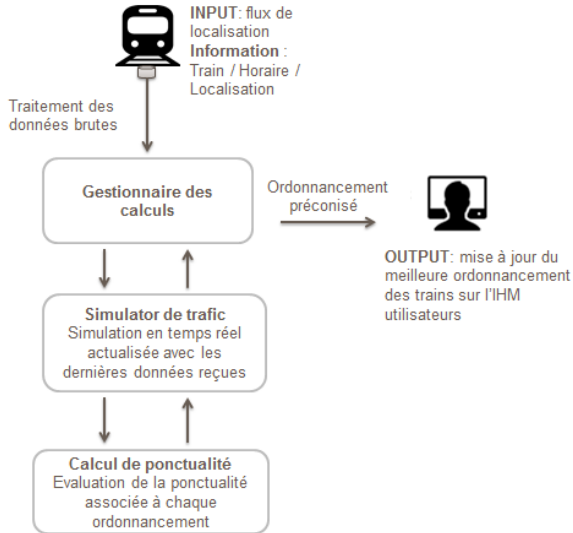 INPUT: flux de
localisation
Information :
Train / Horaire /
Localisation
Traitement des
données brutes
Gestionnaire des
calculs
Ordonnancement
préconisé
OUTPUT: mise à jour du
meilleure ordonnancement
des trains sur l'IHM
utilisateurs
Simulator de trafic
Simulation en temps réel
actualisée avec les
dernières données reçues
Calcul de ponctualité
Evaluation de la ponctualité
associée à chaque
ordonnancement